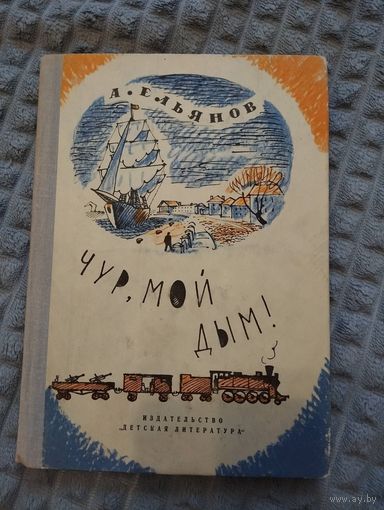 А. ЕЛЬЯНОВ
ЧУР, МОЙ
ДЫМ!
ИЗДАТЕЛЬСТВО
„ДЕТСКАЯ ЛИТЕРАТУРА"
www.ay.by